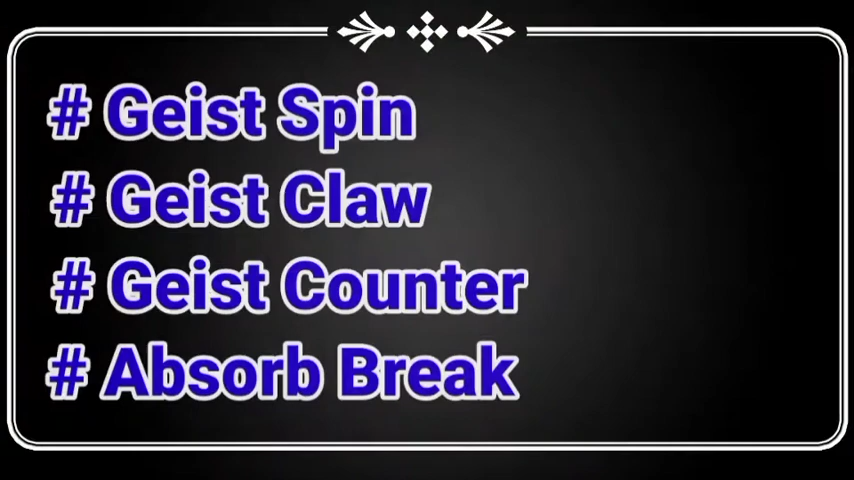 # Geist Spin
# Geist Claw
# Geist Counter
# Absorb Break